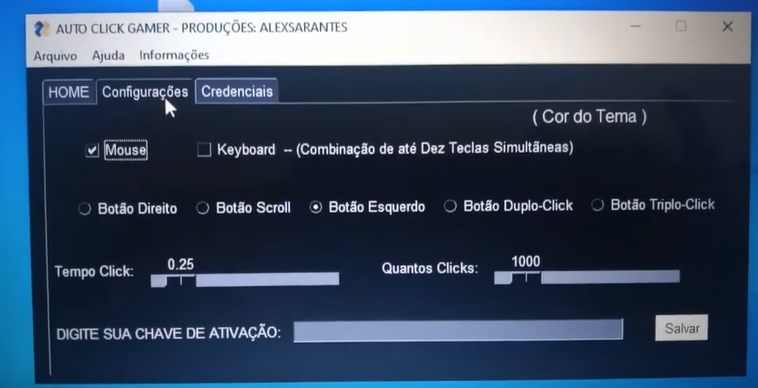 AUTO CLICK GAMER - PRODUÇÕES: ALEXSARANTES
Arquivo Ajuda Informações
HOME Configurações Credenciais
( Cor do Tema )
Mouse Keyboard -- (Combinação de até Dez Teclas Simultâneas)
Botão Direito Botão Scroll Botão Esquerdo Botão Duplo-Click Botão Triplo-Click
Tempo Click: 0.25 Quantos Clicks: 1000
DIGITE SUA CHAVE DE ATIVAÇÃO: Salvar